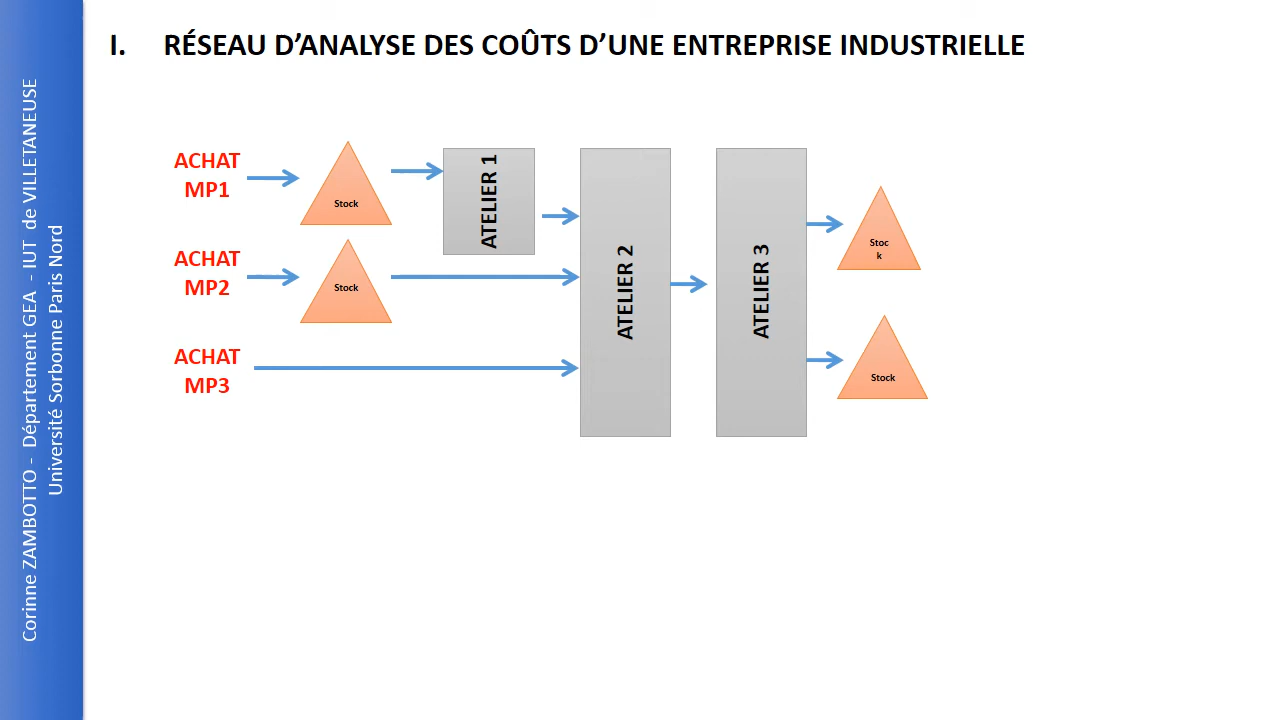 I. RÉSEAU D'ANALYSE DES COÛTS D'UNE ENTREPRISE INDUSTRIELLE
Corinne ZAMBOTTO - Département GEA - IUT de VILLETANEUSE
Université Sorbonne Paris Nord
ACHAT
MP1
Stock
ATELIER 1
ACHAT
MP2
Stock
ACHAT
MP3
ATELIER 2
ATELIER 3
Stoc
k
Stock